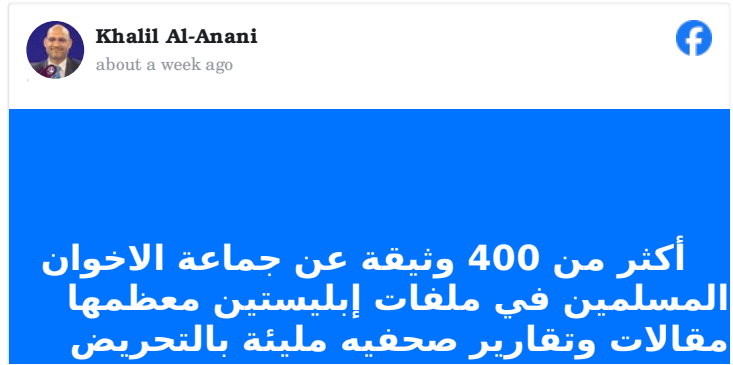 Khalil Al-Anani
about a week ago
أكثر من 400 وثيقة عن جماعة الاخوان
المسلمين في ملفات إبليستين معظمها
مقالات وتقارير صحفيه مليئة بالتحريض